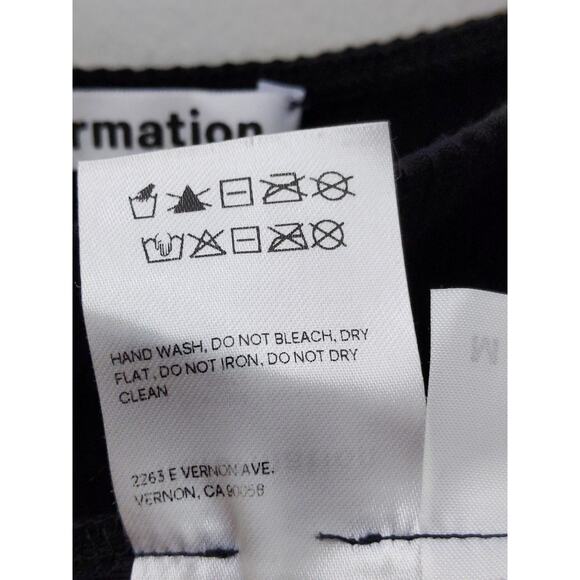 rmation
HAND WASH, DO NOT BLEACH, DRY
FLAT, DO NOT IRON, DO NOT DRY
CLEAN
M
2263 E VERNON AVE.
VERNON, CA 90058